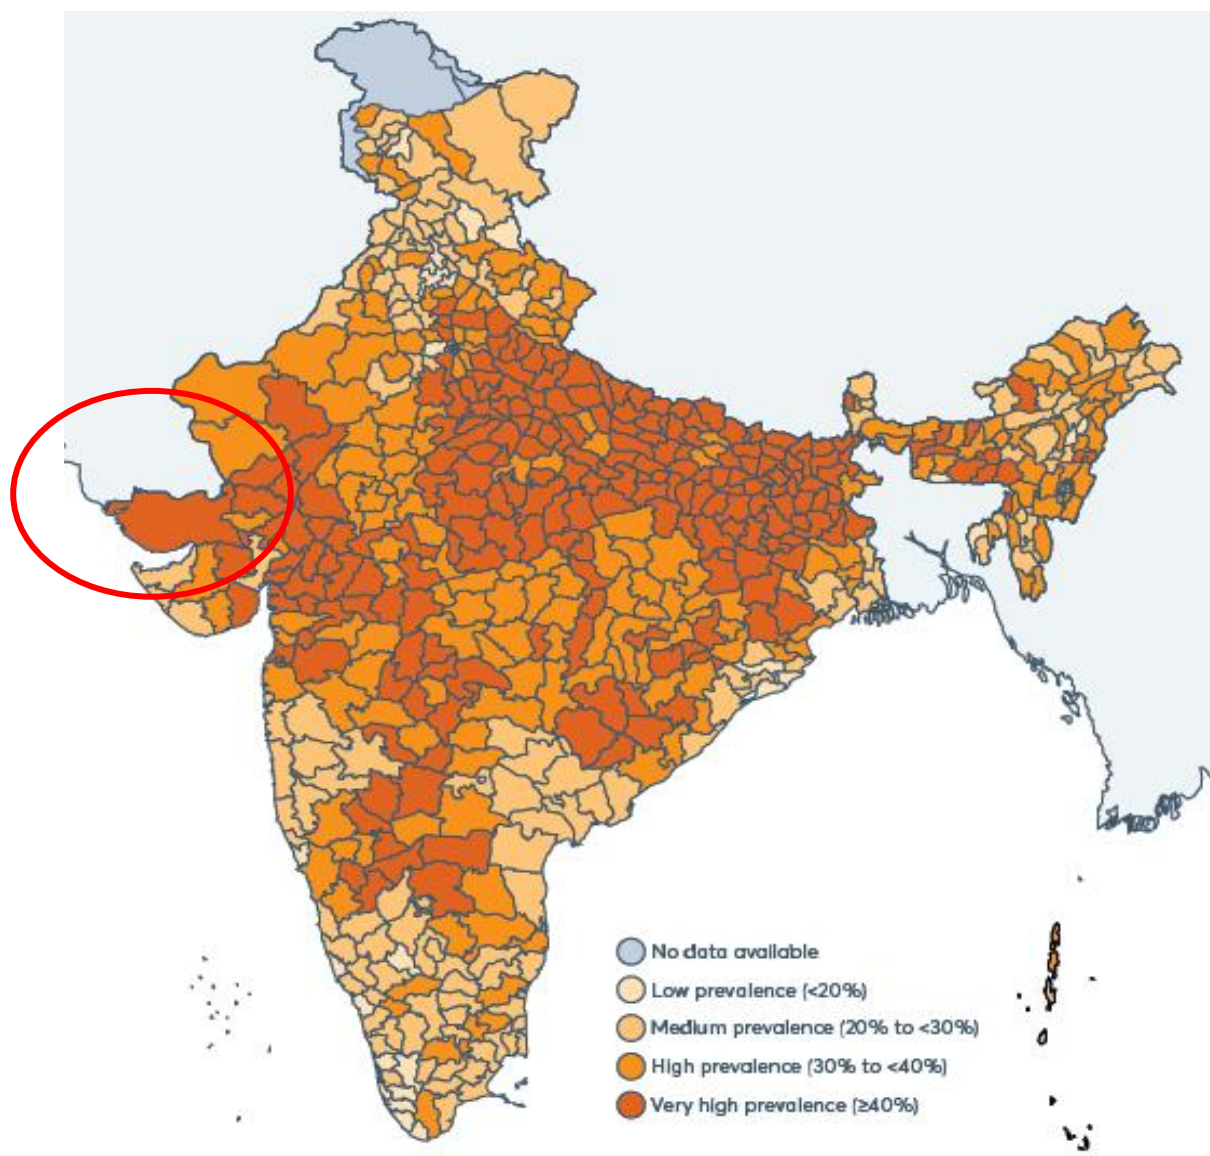 No data available
Low prevalence (<20%)
Medium prevalence (20% to <30%)
High prevalence (30% to <40%)
Very high prevalence (≥40%)